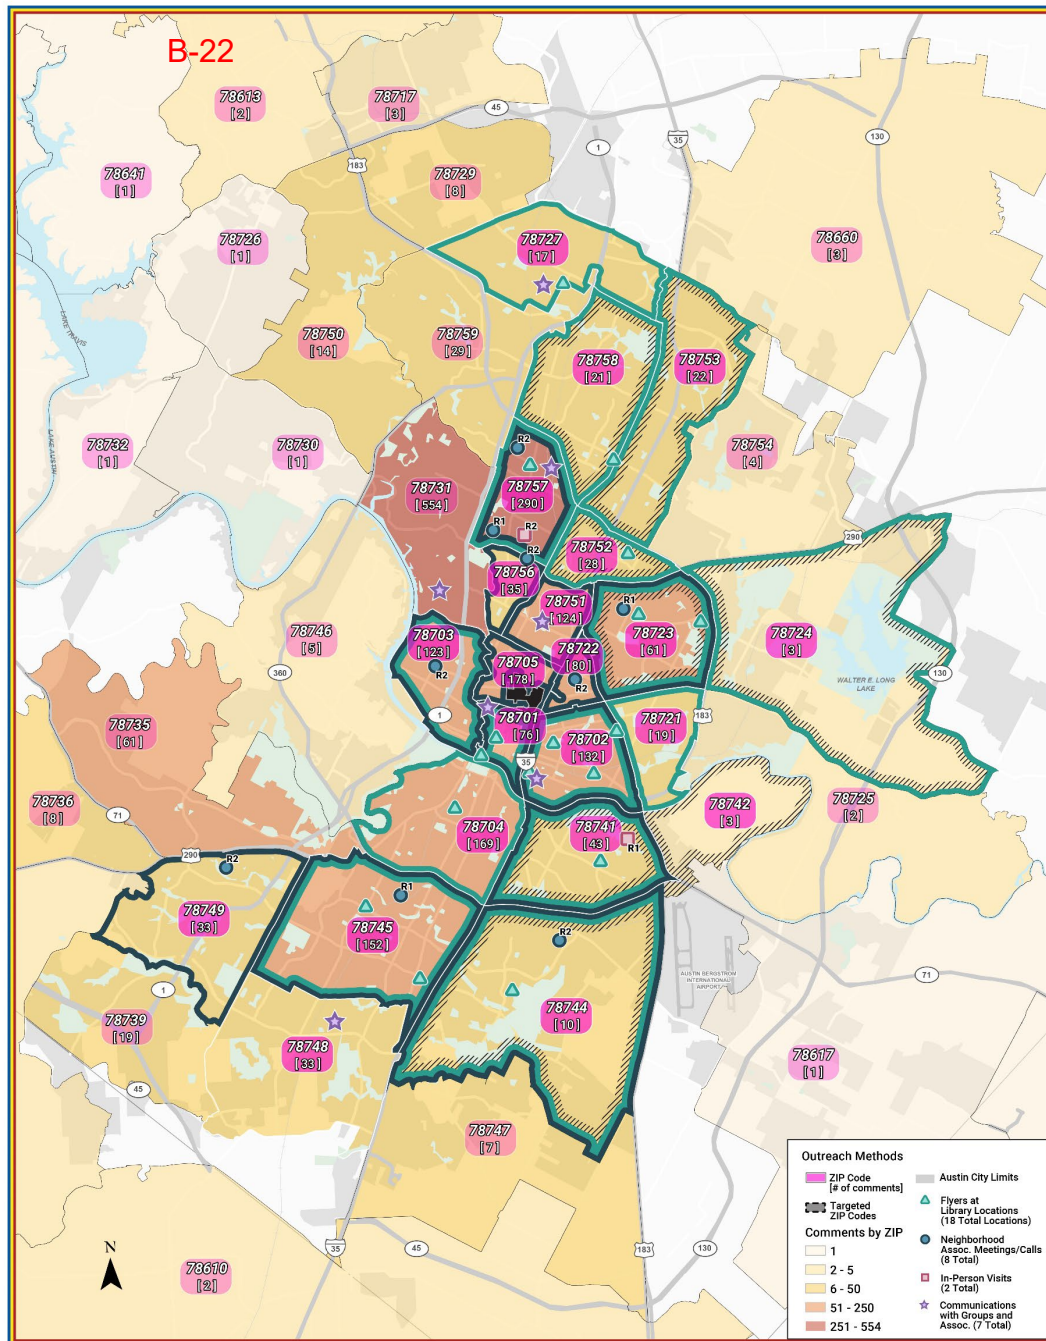 B-22
78613
[2]
78717
[3]
45
1
35
130
183
78641
[1]
78729
[8]
78726
[1]
78727
[17]
78660
[3]
LAKE TRAVIS
78750
[14]
78759
[29]
78758
[21]
78753
[22]
78732
[1]
LAKE AUSTIN
78730
[1]
R2
78754
[4]
78731
[554]
78757
[290]
R1
R2
R2
290
78752
[28]
78756
[35]
78751
[124]
R1
78746
[5]
78703
[123]
78723
[61]
78724
[3]
360
78705
[178]
78722
[80]
R2
R2
WALTER E. LONG
LAKE
130
1
78701
[76]
183
78721
[19]
78735
[61]
78702
[132]
35
78736
[8]
71
78742
[3]
78725
[2]
78704
[169]
78741
[43]
R1
290
R2
R1
78749
[33]
78745
[152]
R2
AUSTIN BERGSTROM
INTERNATIONAL
AIRPORT
71
1
78739
[19]
78744
[10]
78748
[33]
78617
[1]
45
78747
[7]
N
78610
[2]
35
45
183
130
Outreach Methods
ZIP Code
[# of comments]
Targeted
ZIP Codes
Comments by ZIP
1
2 - 5
6 - 50
51 - 250
251 - 554
Austin City Limits
Flyers at
Library Locations
(18 Total Locations)
Neighborhood
Assoc. Meetings/Calls
(8 Total)
In-Person Visits
(2 Total)
Communications
with Groups and
Assoc. (7 Total)